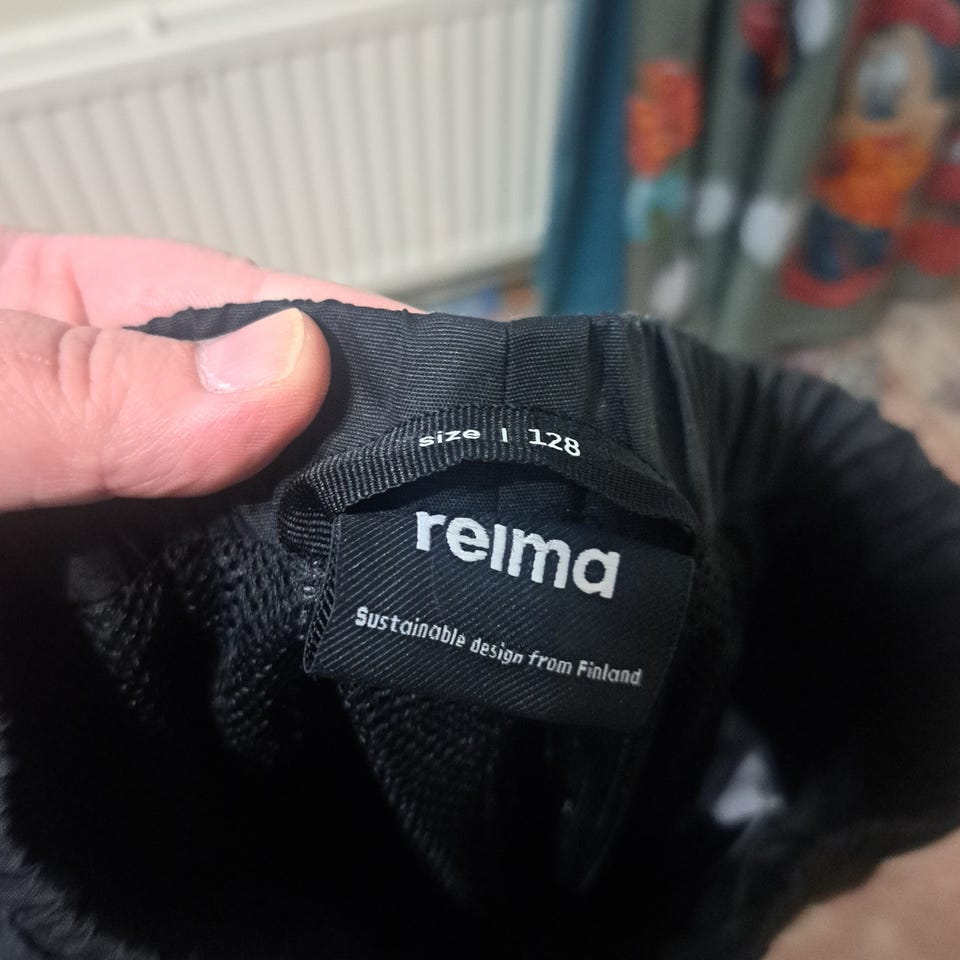 size | 128
reima
Sustainable design from Finland